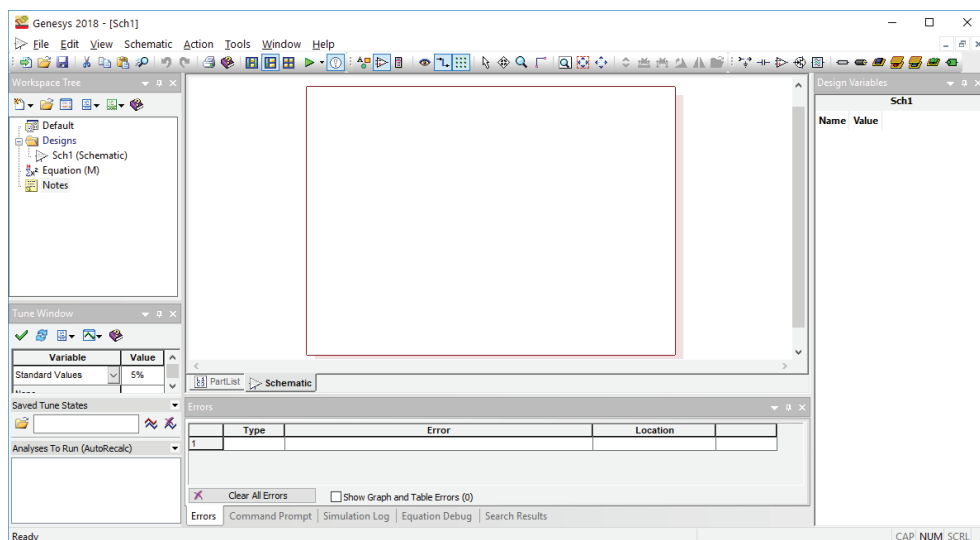 Genesys 2018 - [Sch1]
File Edit View Schematic Action Tools Window Help
Workspace Tree
Default
Designs
Sch1 (Schematic)
Equation (M)
Notes
Tune Window
Variable Value
Standard Values 5%
Saved Tune States
Analyses To Run (AutoRecalc)
PartList Schematic
Errors
Type Error Location
1
Clear All Errors Show Graph and Table Errors (0)
Errors Command Prompt Simulation Log Equation Debug Search Results
Design Variables
Sch1
Name Value
Ready CAP NUM SCRL